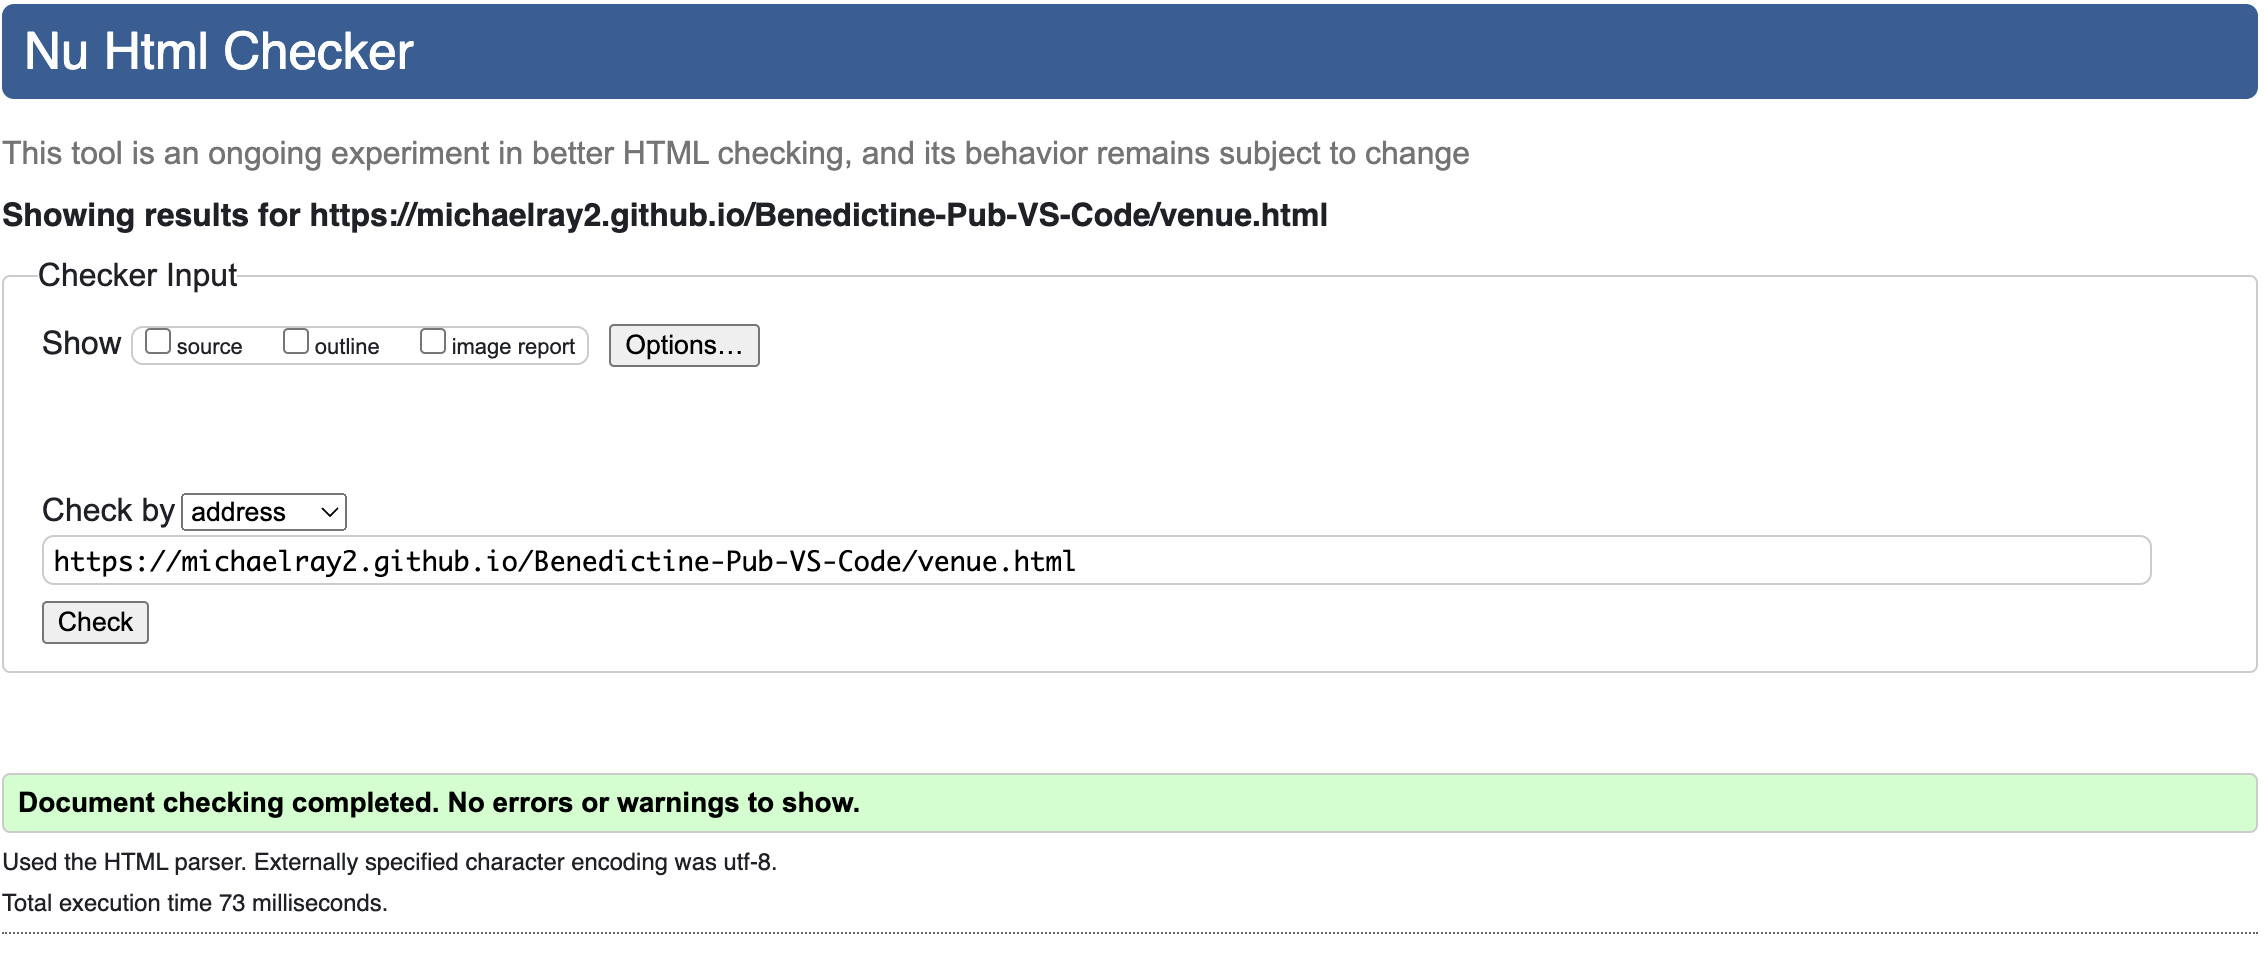 Nu Html Checker
This tool is an ongoing experiment in better HTML checking, and its behavior remains subject to change
Showing results for https://michaelray2.github.io/Benedictine-Pub-VS-Code/venue.html
Checker Input
Show source outline image report Options…
Check by address
https://michaelray2.github.io/Benedictine-Pub-VS-Code/venue.html
Check
Document checking completed. No errors or warnings to show.
Used the HTML parser. Externally specified character encoding was utf-8.
Total execution time 73 milliseconds.